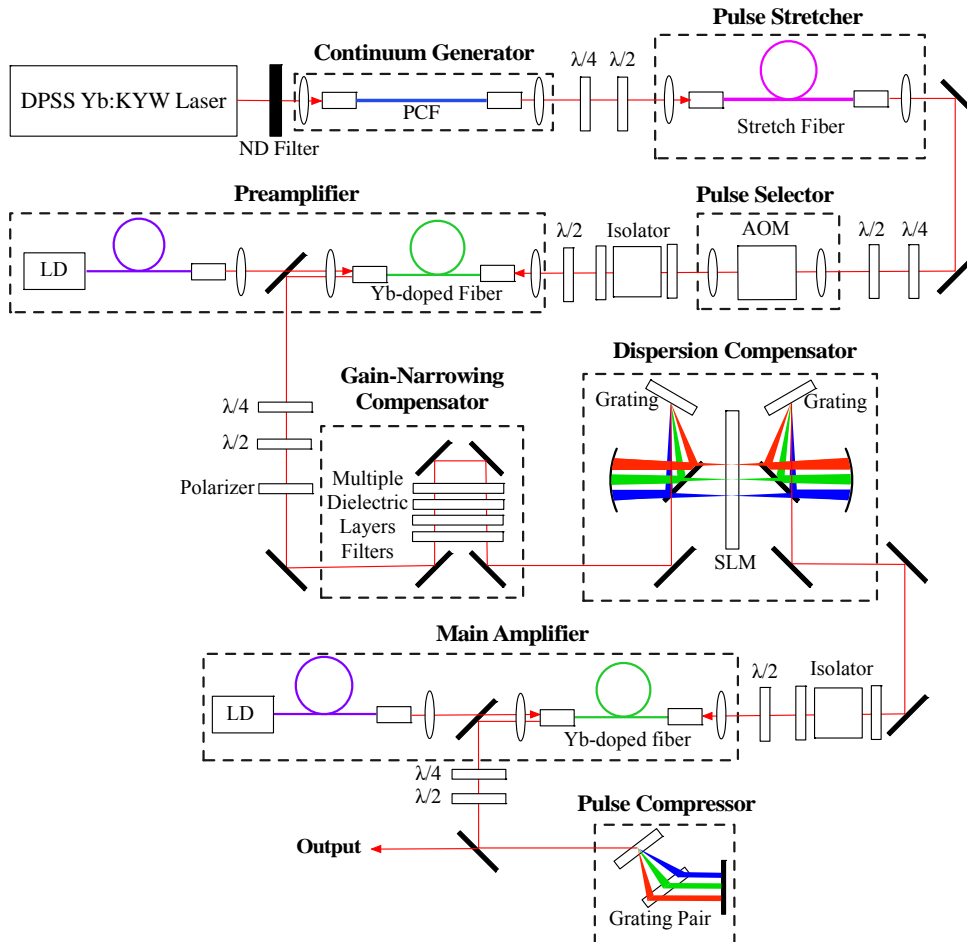 Pulse Stretcher
Continuum Generator
λ/4
λ/2
DPSS Yb:KYW Laser
PCF
Stretch Fiber
ND Filter
Preamplifier
Pulse Selector
λ/2
Isolator
AOM
λ/2
λ/4
LD
Yb-doped Fiber
Dispersion Compensator
Gain-Narrowing
Compensator
Grating
Grating
λ/4
λ/2
Polarizer
Multiple
Dielectric
Layers
Filters
SLM
Main Amplifier
λ/2
Isolator
LD
Yb-doped fiber
λ/4
λ/2
Pulse Compressor
Output
Grating Pair